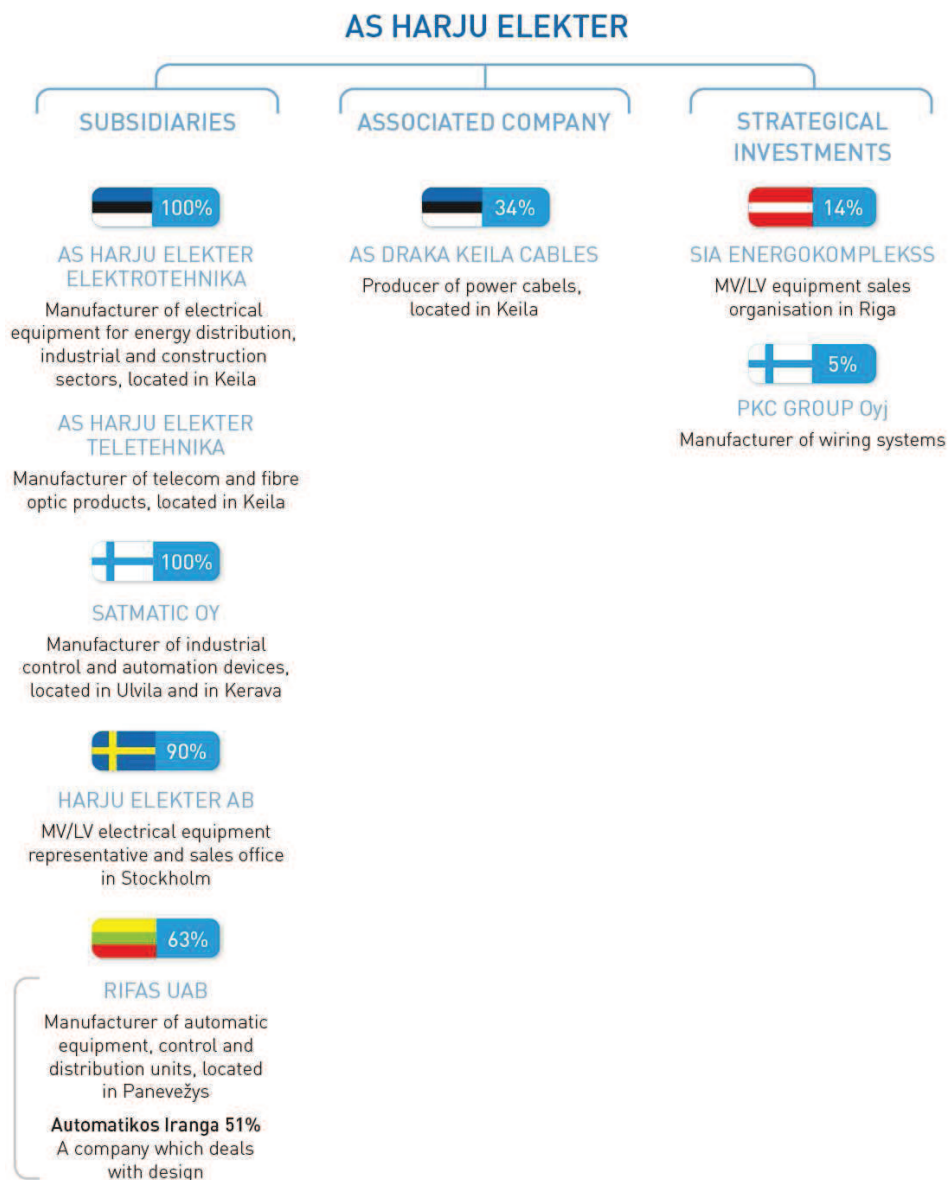 AS HARJU ELEKTER
SUBSIDIARIES
100%
AS HARJU ELEKTER
ELEKTROTEHNIKA
Manufacturer of electrical
equipment for energy distribution,
industrial and construction
sectors, located in Keila
AS HARJU ELEKTER
TELETEHNIKA
Manufacturer of telecom and fibre
optic products, located in Keila
100%
SATMATIC OY
Manufacturer of industrial
control and automation devices,
located in Ulvila and in Kerava
90%
HARJU ELEKTER AB
MV/LV electrical equipment
representative and sales office
in Stockholm
63%
RIFAS UAB
Manufacturer of automatic
equipment, control and
distribution units, located
in Panevežys
Automatikos Iranga 51%
A company which deals
with design
ASSOCIATED COMPANY
34%
AS DRAKA KEILA CABLES
Producer of power cabels,
located in Keila
STRATEGICAL
INVESTMENTS
14%
SIA ENERGOKOMPLEKSS
MV/LV equipment sales
organisation in Riga
5%
PKC GROUP Oyj
Manufacturer of wiring systems